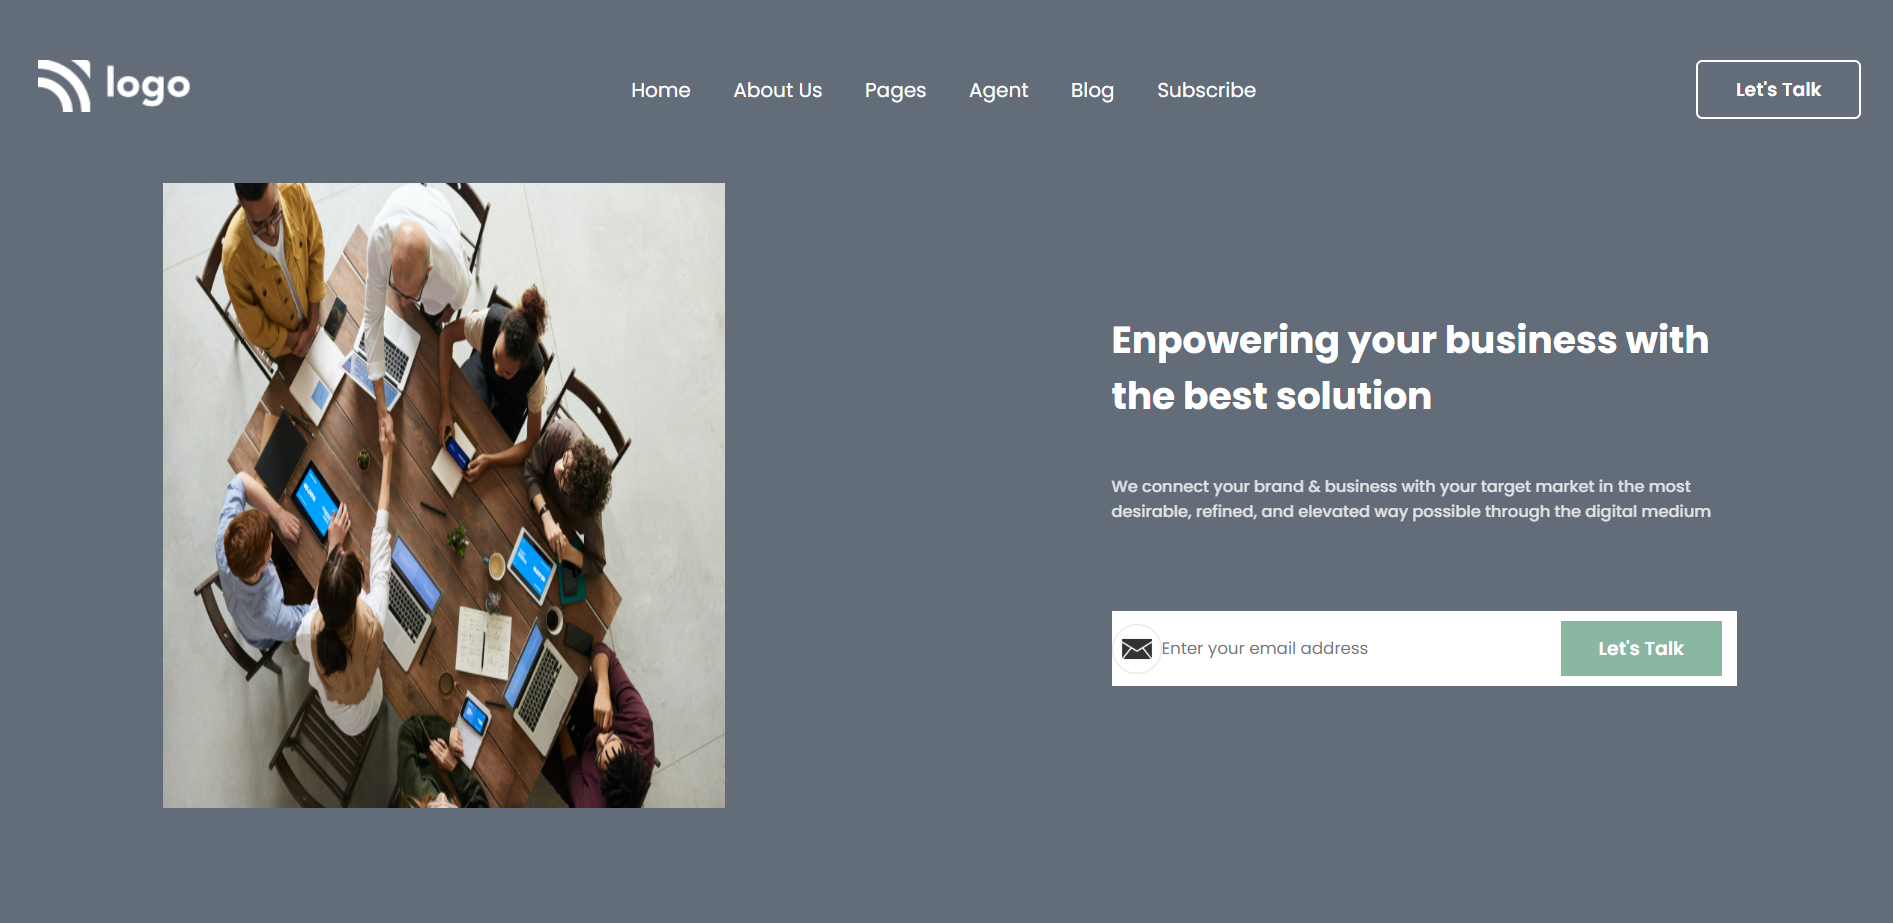 logo
Home
About Us
Pages
Agent
Blog
Subscribe
Let's Talk
Enpowering your business with
the best solution
We connect your brand & business with your target market in the most
desirable, refined, and elevated way possible through the digital medium
Enter your email address
Let's Talk